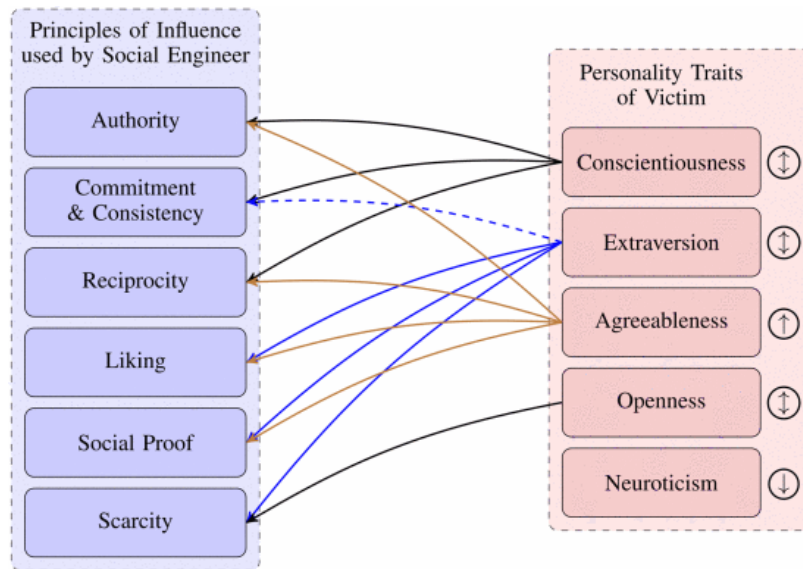 Principles of Influence
used by Social Engineer
Authority
Commitment
& Consistency
Reciprocity
Liking
Social Proof
Scarcity
Personality Traits
of Victim
Conscientiousness
Extraversion
Agreeableness
Openness
Neuroticism